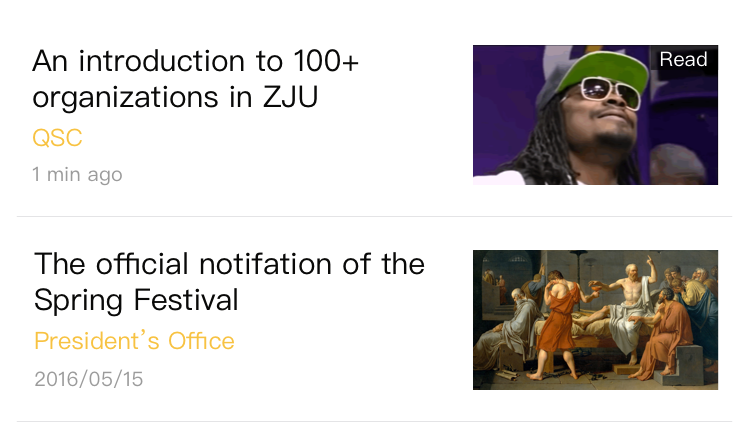 An introduction to 100+
organizations in ZJU
QSC
1 min ago
Read
The official notifation of the
Spring Festival
President's Office
2016/05/15